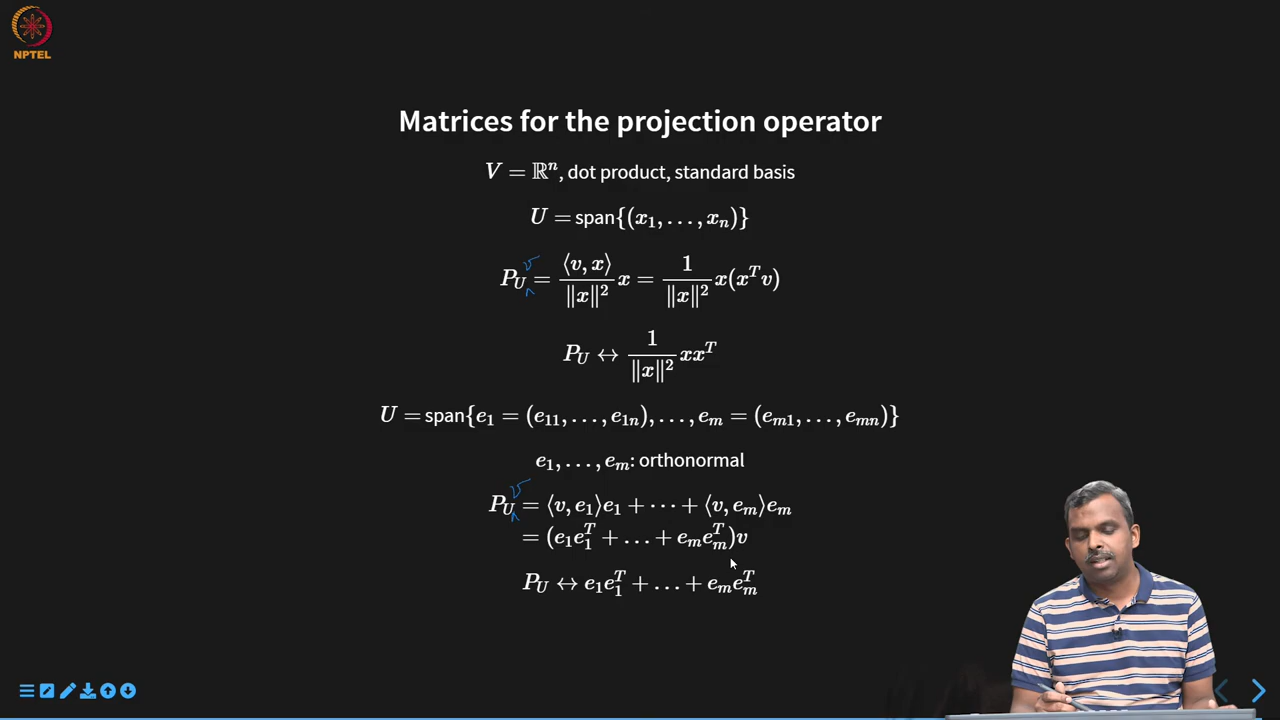 NPTEL
Matrices for the projection operator
V = ℝⁿ, dot product, standard basis
U = span{(x₁, …, xₙ)}
P_U v = ⟨v, x⟩/‖x‖² x = 1/‖x‖² x(xᵀv)
P_U ↔ 1/‖x‖² xxᵀ
U = span{e₁ = (e₁₁, …, e₁ₙ), …, eₘ = (eₘ₁, …, eₘₙ)}
e₁, …, eₘ: orthonormal
P_U v = ⟨v, e₁⟩e₁ + ⋯ + ⟨v, eₘ⟩eₘ
= (e₁e₁ᵀ + … + eₘeₘᵀ)v
P_U ↔ e₁e₁ᵀ + … + eₘeₘᵀ